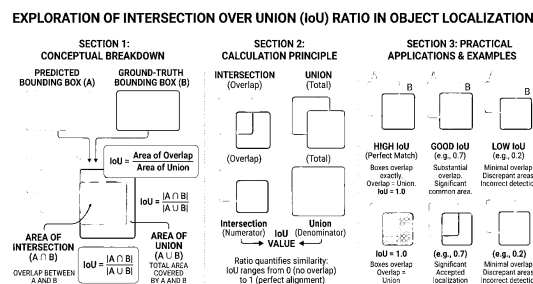 EXPLORATION OF INTERSECTION OVER UNION (IoU) RATIO IN OBJECT LOCALIZATION
SECTION 1:
CONCEPTUAL BREAKDOWN
PREDICTED
BOUNDING BOX (A)
GROUND-TRUTH
BOUNDING BOX (B)
IoU = Area of Overlap
Area of Union
IoU = |A ∩ B|
|A ∪ B|
AREA OF
INTERSECTION
(A ∩ B)
OVERLAP BETWEEN
A AND B
IoU = |A ∩ B|
|A ∪ B|
AREA OF
UNION
(A ∪ B)
TOTAL AREA
COVERED
BY A AND B
SECTION 2:
CALCULATION PRINCIPLE
INTERSECTION
(Overlap)
UNION
(Total)
(Overlap)
(Total)
Intersection
(Numerator)
IoU
VALUE
Union
(Denominator)
Ratio quantifies similarity:
IoU ranges from 0 (no overlap)
to 1 (perfect alignment)
SECTION 3: PRACTICAL
APPLICATIONS & EXAMPLES
A
B
A
B
A
B
HIGH IoU
(Perfect Match)
Boxes overlap
exactly.
Overlap = Union.
IoU = 1.0
GOOD IoU
(e.g., 0.7)
Substantial
overlap.
Significant
common area.
LOW IoU
(e.g., 0.2)
Minimal overlap
Discrepant areas
Incorrect detectic
IoU = 1.0
Boxes overlap
Overlap =
Union
(e.g., 0.7)
Significant
Accepted
localization
(e.g., 0.2)
Minimal overlap
Discrepant areas
Incorrect detectic